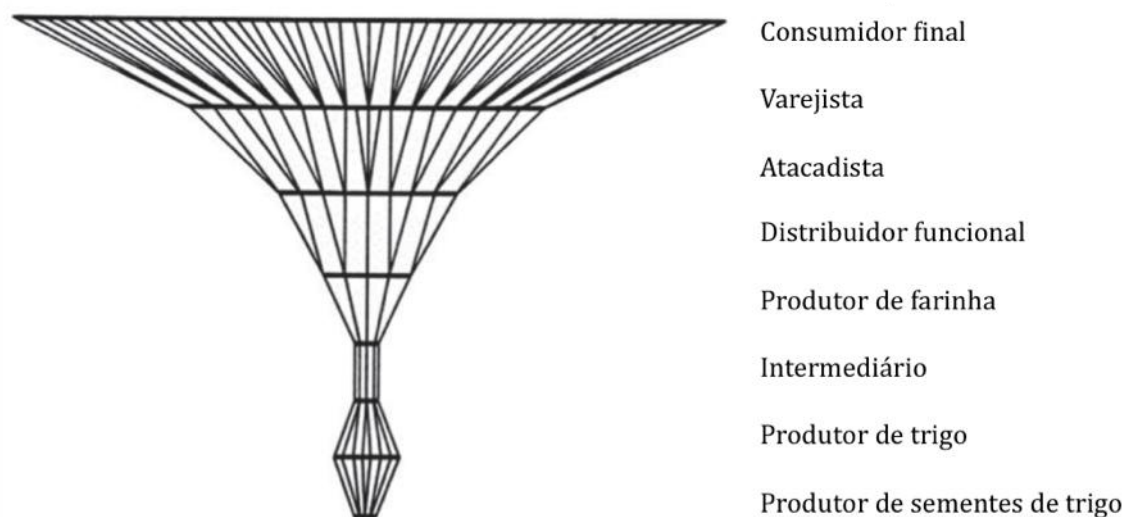 Consumidor final
Varejista
Atacadista
Distribuidor funcional
Produtor de farinha
Intermediário
Produtor de trigo
Produtor de sementes de trigo